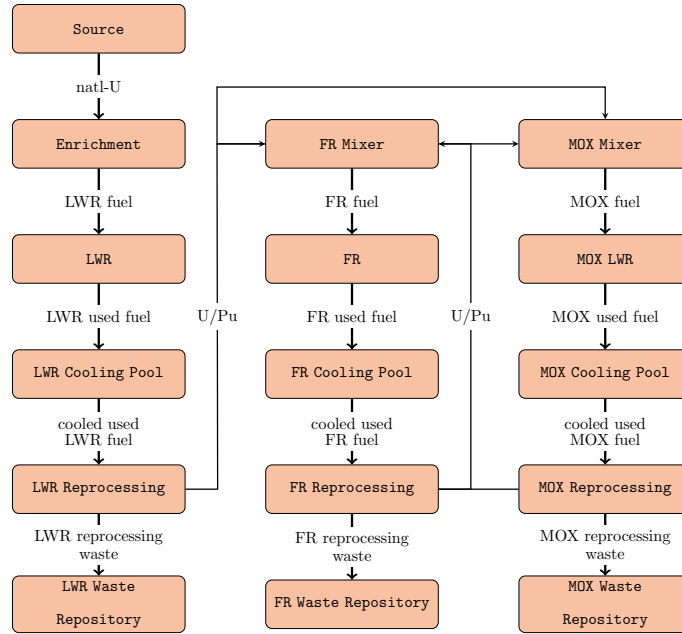 Source
natl-U
Enrichment
FR Mixer
MOX Mixer
LWR fuel
FR fuel
MOX fuel
LWR
FR
MOX LWR
LWR used fuel
U/Pu
FR used fuel
U/Pu
MOX used fuel
LWR Cooling Pool
FR Cooling Pool
MOX Cooling Pool
cooled used
LWR fuel
cooled used
FR fuel
cooled used
MOX fuel
LWR Reprocessing
FR Reprocessing
MOX Reprocessing
LWR reprocessing
waste
FR reprocessing
waste
MOX reprocessing
waste
LWR Waste
Repository
FR Waste Repository
MOX Waste
Repository